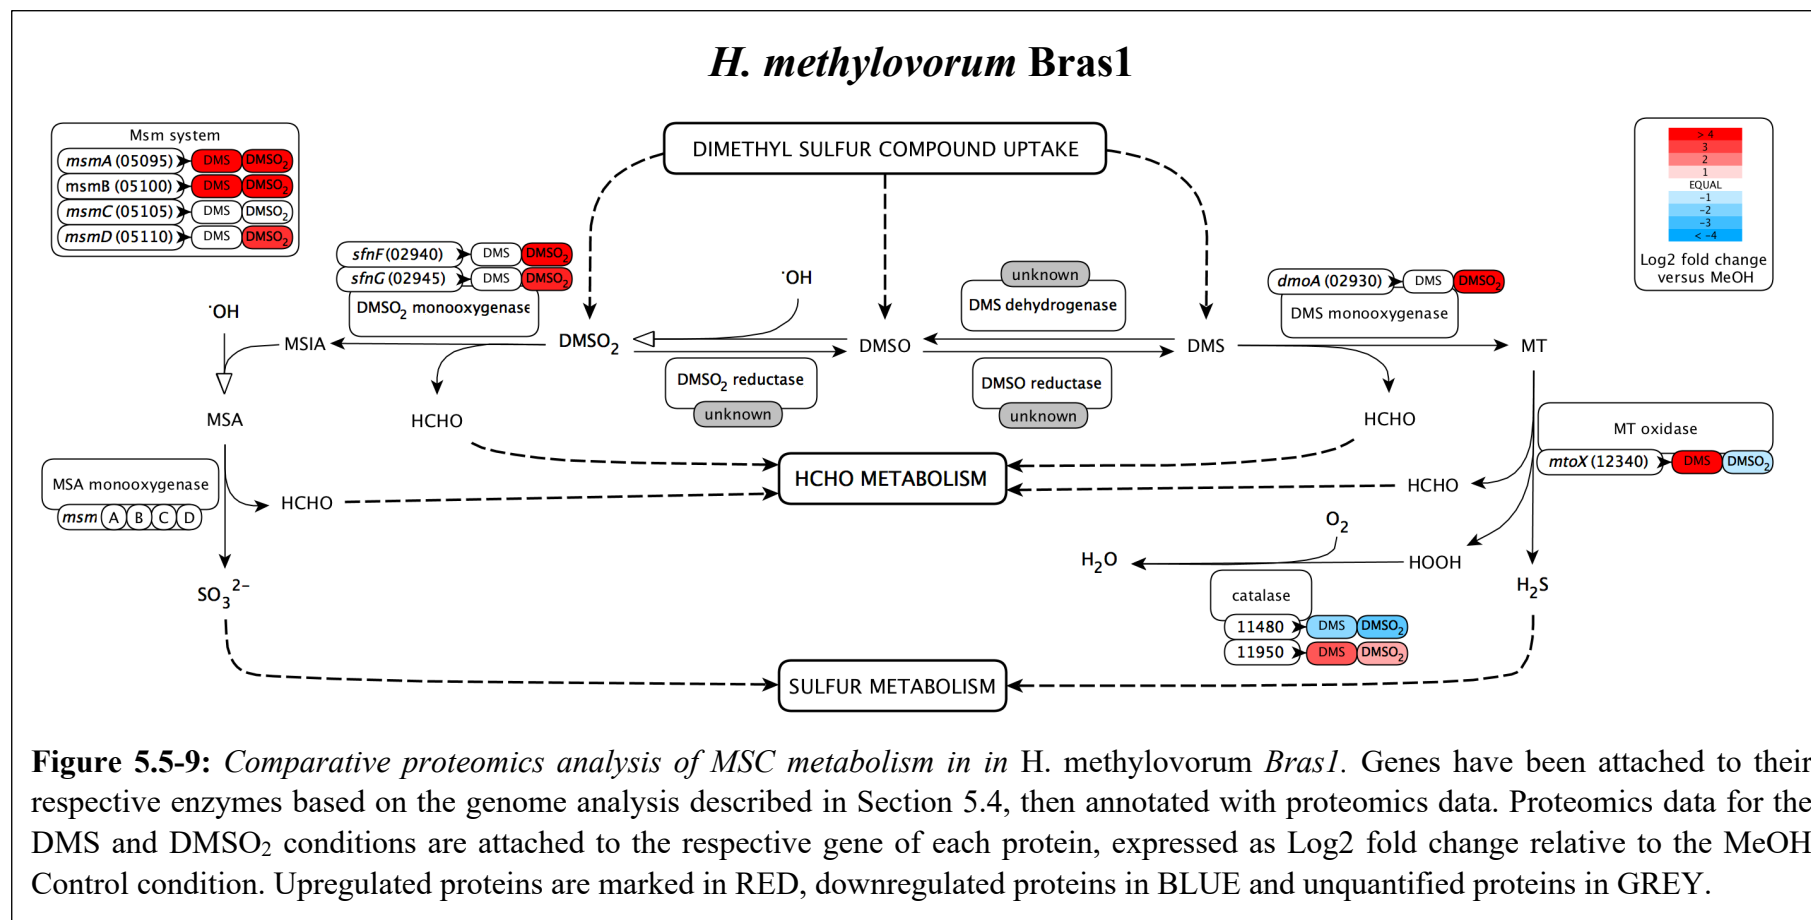 H. methylovorum Bras1
Msm system
msmA (05095) DMS DMSO2
msmB (05100) DMS DMSO2
msmC (05105) DMS DMSO2
msmD (05110) DMS DMSO2
DIMETHYL SULFUR COMPOUND UPTAKE
> 4
3
2
1
EQUAL
-1
-2
-3
< -4
Log2 fold change
versus MeOH
sfnF (02940) DMS DMSO2
sfnG (02945) DMS DMSO2
DMSO2 monooxygenase
·OH
unknown
DMS dehydrogenase
dmoA (02930) DMS DMSO2
DMS monooxygenase
·OH
MSIA
DMSO2
DMSO
DMS
MT
DMSO2 reductase
unknown
DMSO reductase
unknown
MSA
HCHO
HCHO
MT oxidase
mtoX (12340) DMS DMSO2
MSA monooxygenase
msm A B C D
HCHO
HCHO METABOLISM
HCHO
O2
H2O
HOOH
SO3 2−
H2S
catalase
11480 DMS DMSO2
11950 DMS DMSO2
SULFUR METABOLISM
Figure 5.5-9: Comparative proteomics analysis of MSC metabolism in in H. methylovorum Bras1. Genes have been attached to their
respective enzymes based on the genome analysis described in Section 5.4, then annotated with proteomics data. Proteomics data for the
DMS and DMSO2 conditions are attached to the respective gene of each protein, expressed as Log2 fold change relative to the MeOH
Control condition. Upregulated proteins are marked in RED, downregulated proteins in BLUE and unquantified proteins in GREY.